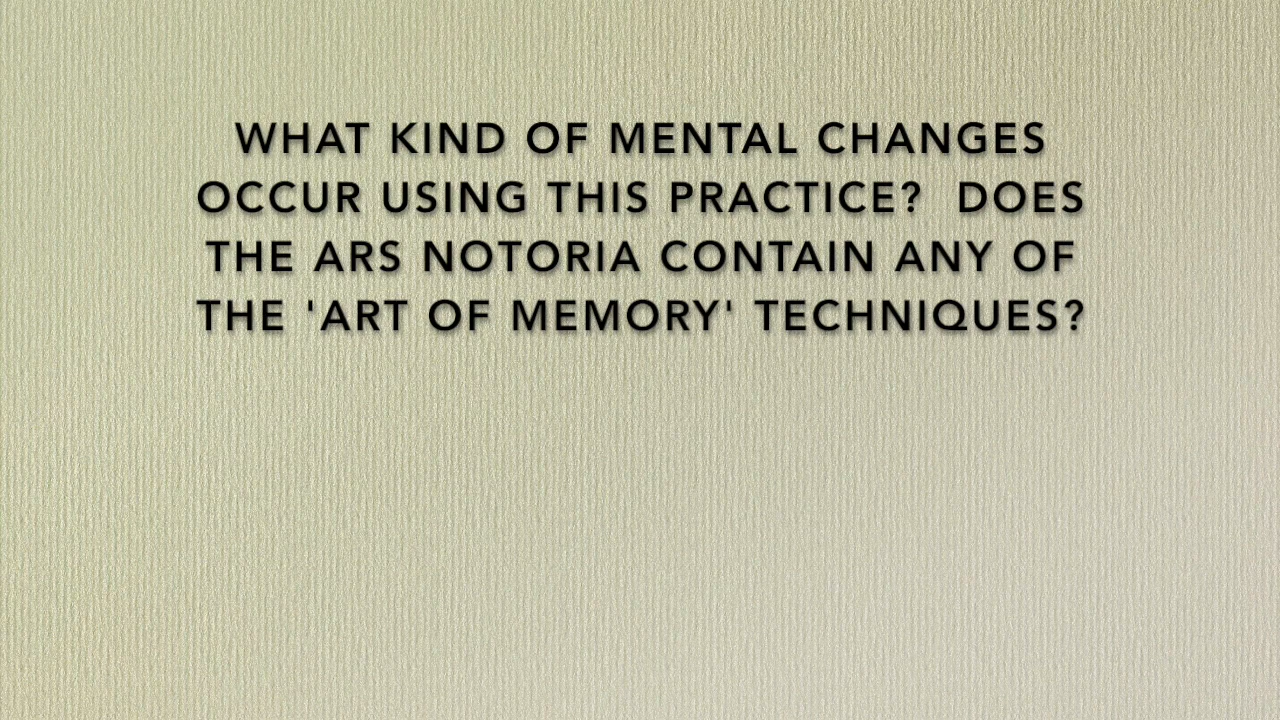 WHAT KIND OF MENTAL CHANGES
OCCUR USING THIS PRACTICE?  DOES
THE ARS NOTORIA CONTAIN ANY OF
THE 'ART OF MEMORY' TECHNIQUES?